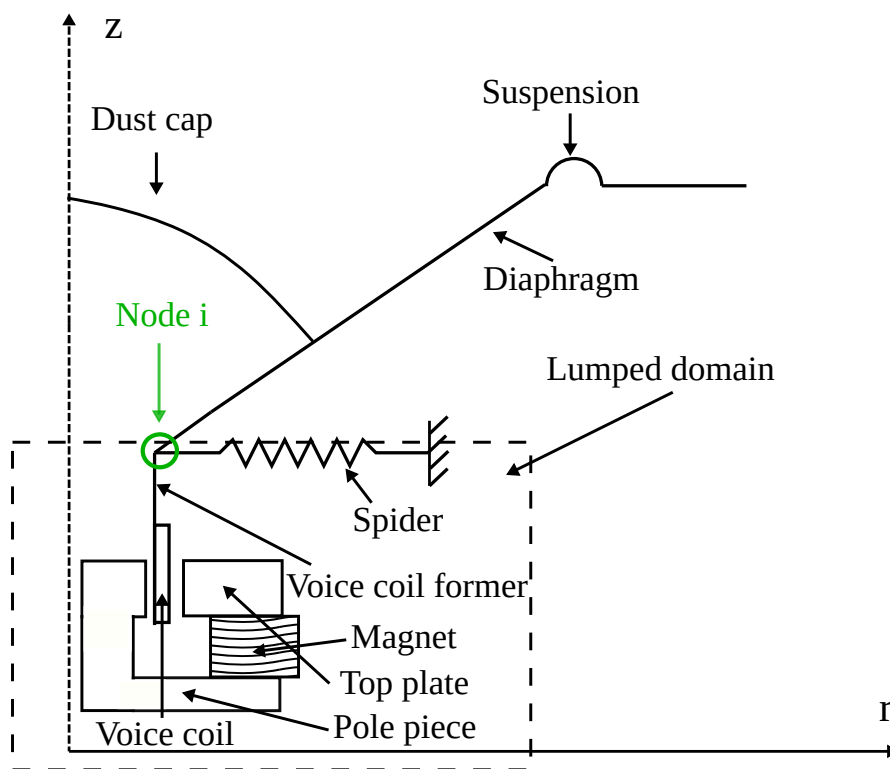 z
Suspension
Dust cap
Diaphragm
Node i
Lumped domain
Spider
Voice coil former
Magnet
Top plate
Pole piece
Voice coil
r